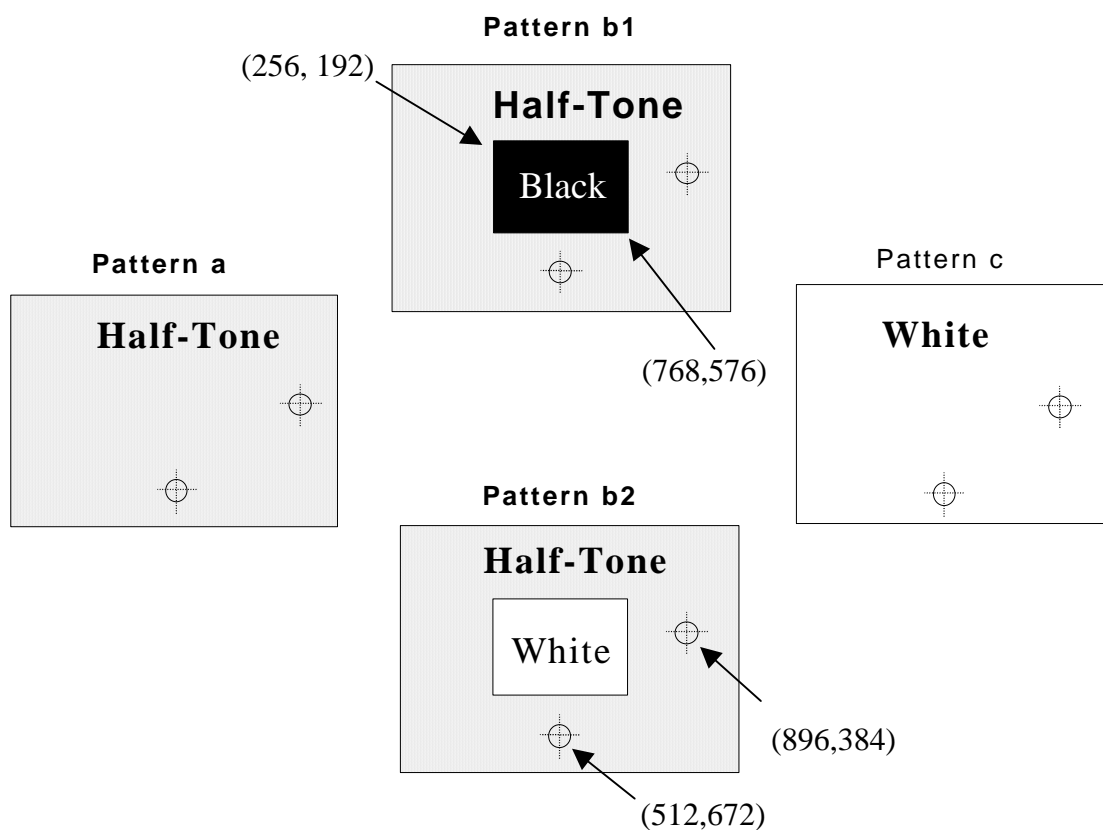 Pattern b1
(256, 192)
Half-Tone
Black
(768,576)
Pattern a
Half-Tone
Pattern c
White
Pattern b2
Half-Tone
White
(896,384)
(512,672)